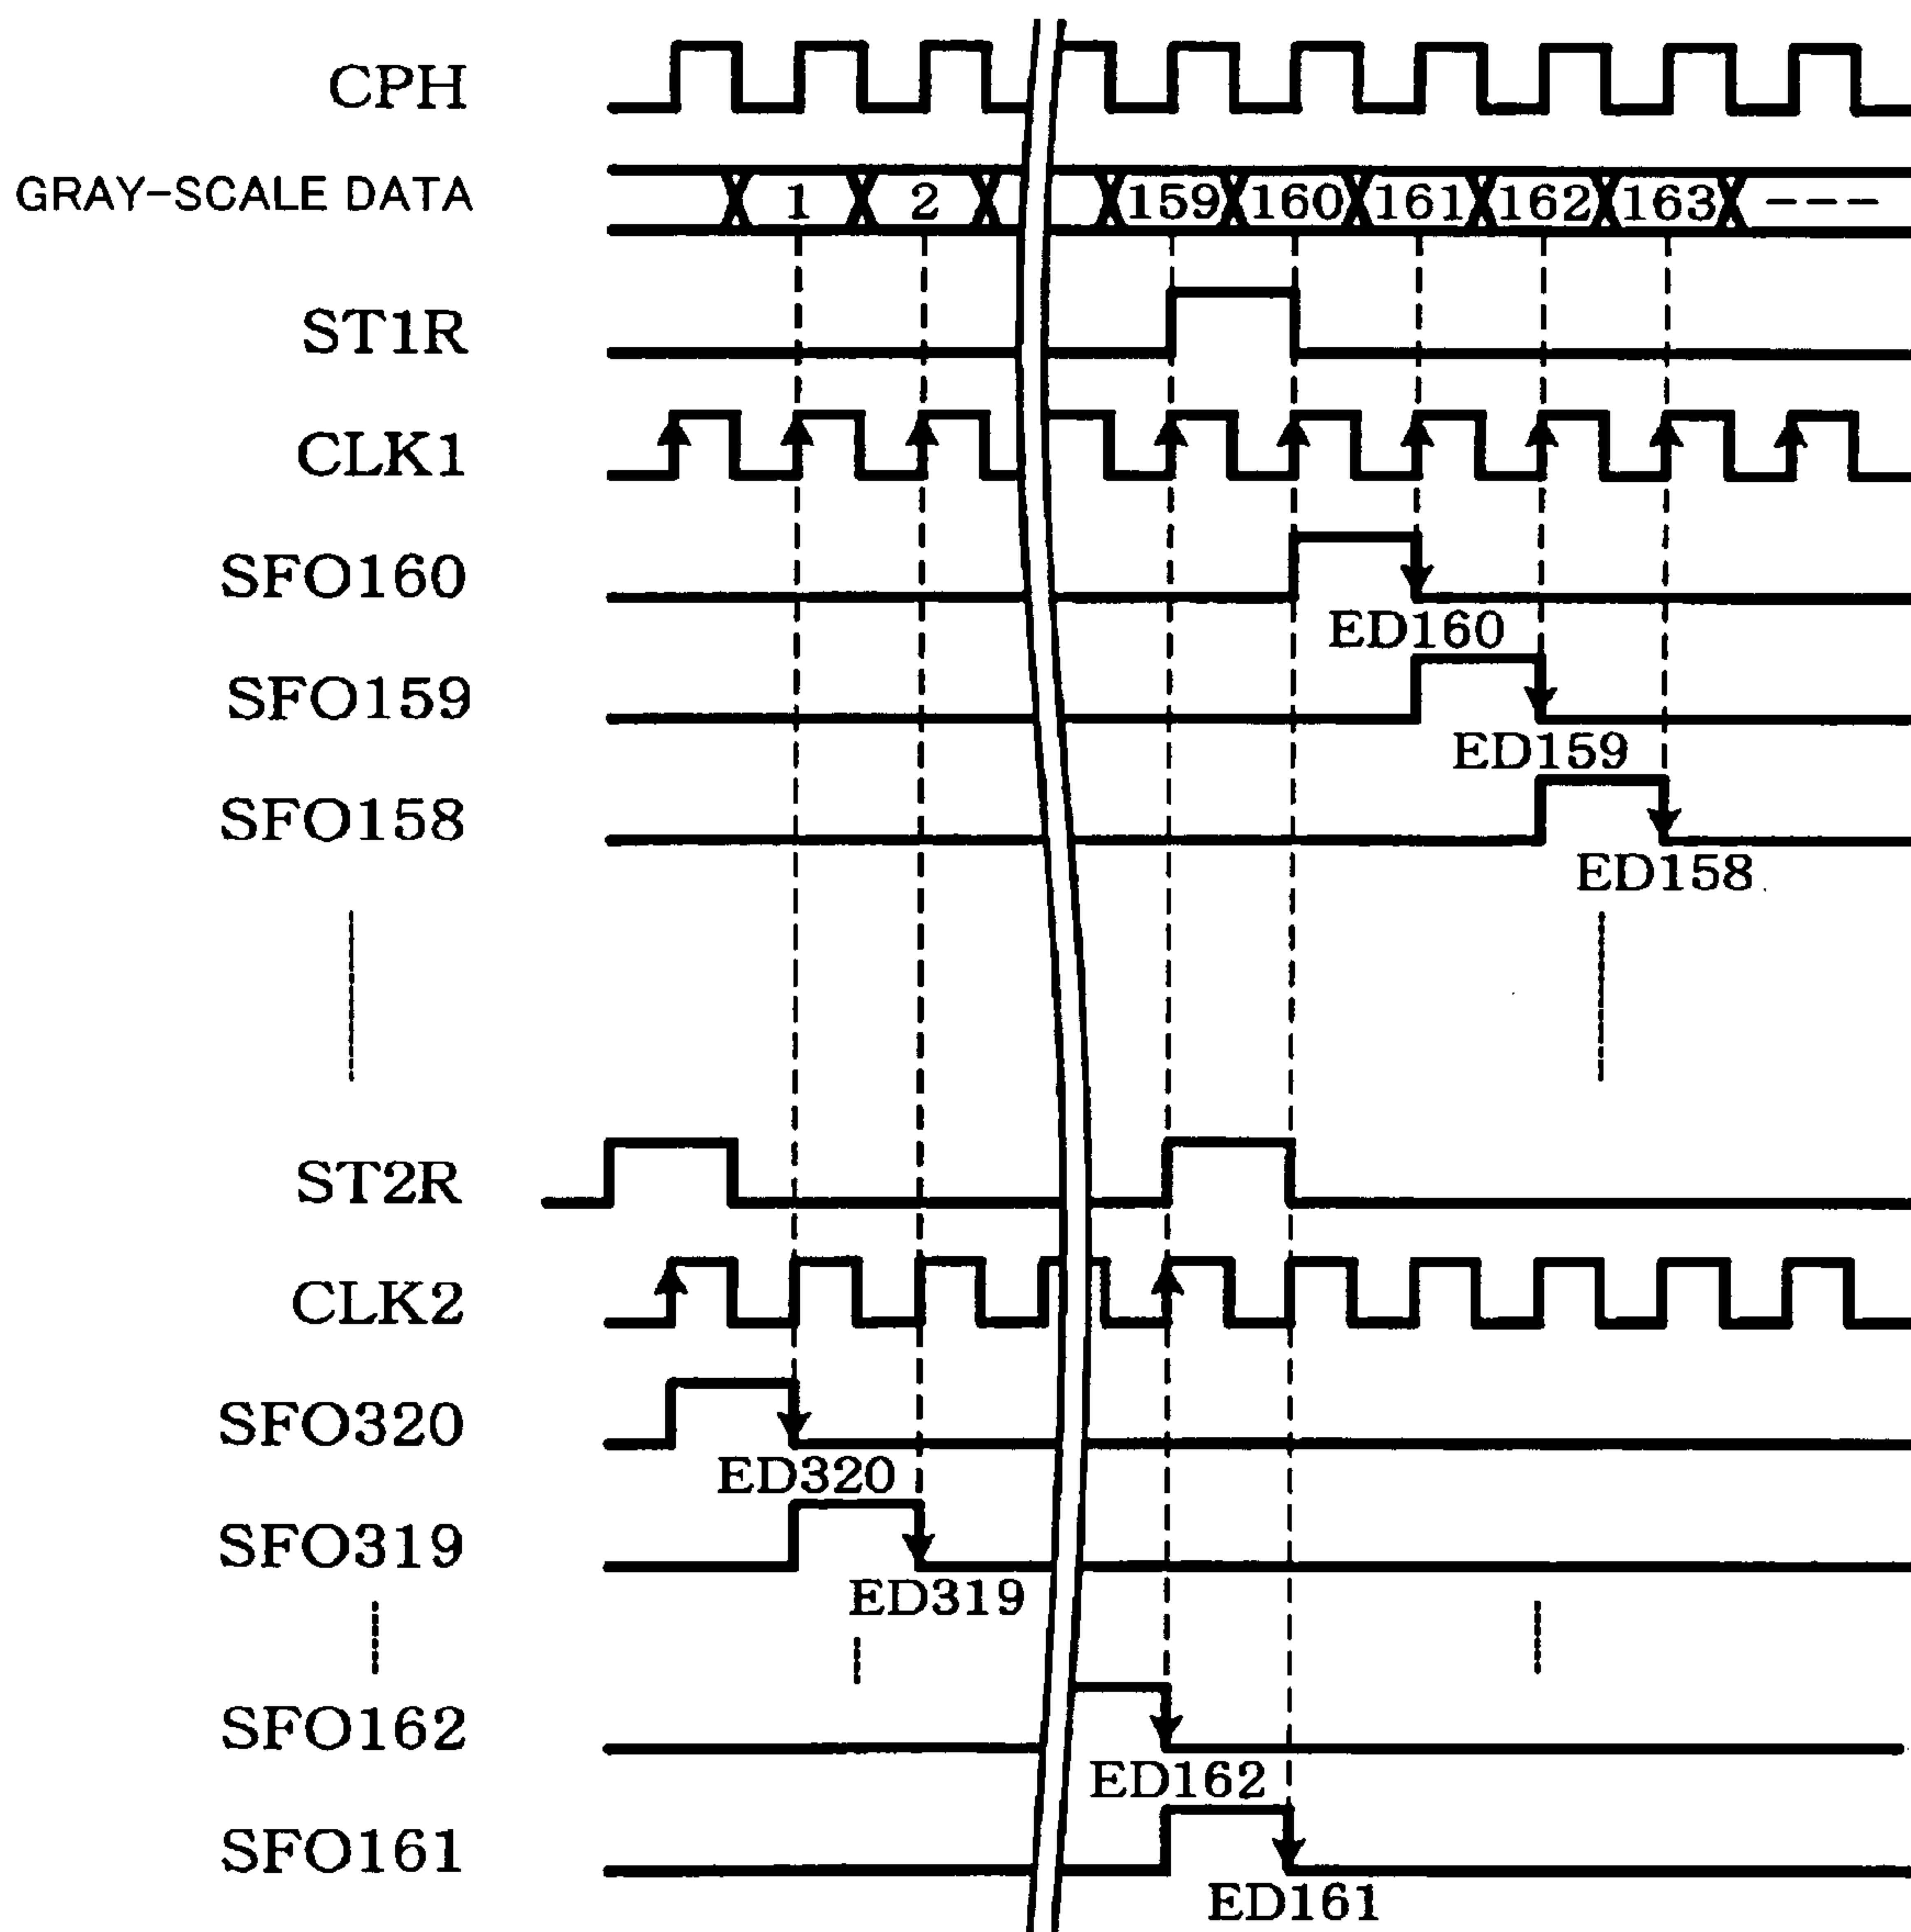 CPH
GRAY-SCALE DATA 1 2 159 160 161 162 163 ---
ST1R
CLK1
SFO160
ED160
SFO159
ED159
SFO158
ED158
ST2R
CLK2
SFO320
ED320
SFO319
ED319
SFO162
ED162
SFO161
ED161